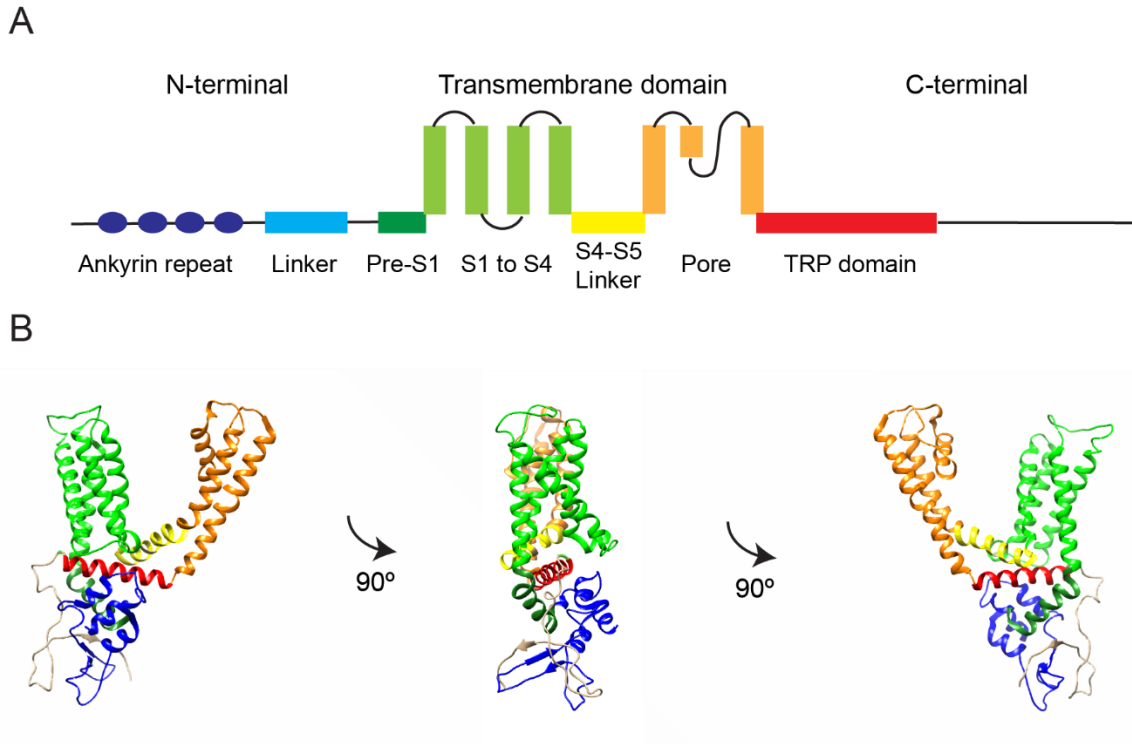 A
N-terminal Transmembrane domain C-terminal
Ankyrin repeat Linker Pre-S1 S1 to S4 S4-S5 Linker Pore TRP domain
B
90º 90º